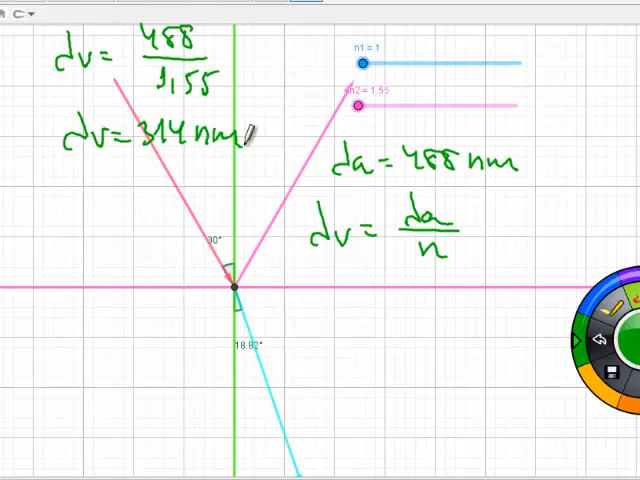 λv = 488 / 1,55
λv = 314 nm
n1 = 1
n2 = 1.55
λa = 488 nm
λv = λa / n
30°
18.82°